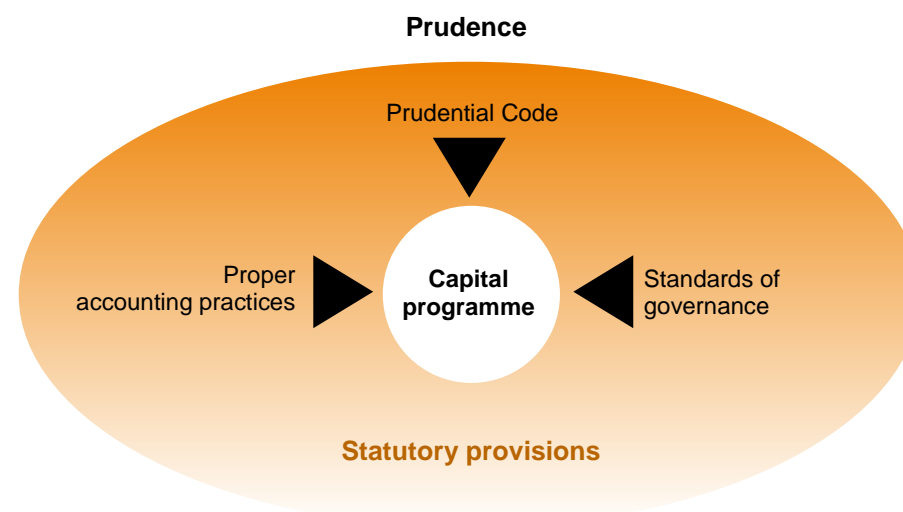 Prudence
Prudential Code
Proper
accounting practices
Capital
programme
Standards of
governance
Statutory provisions